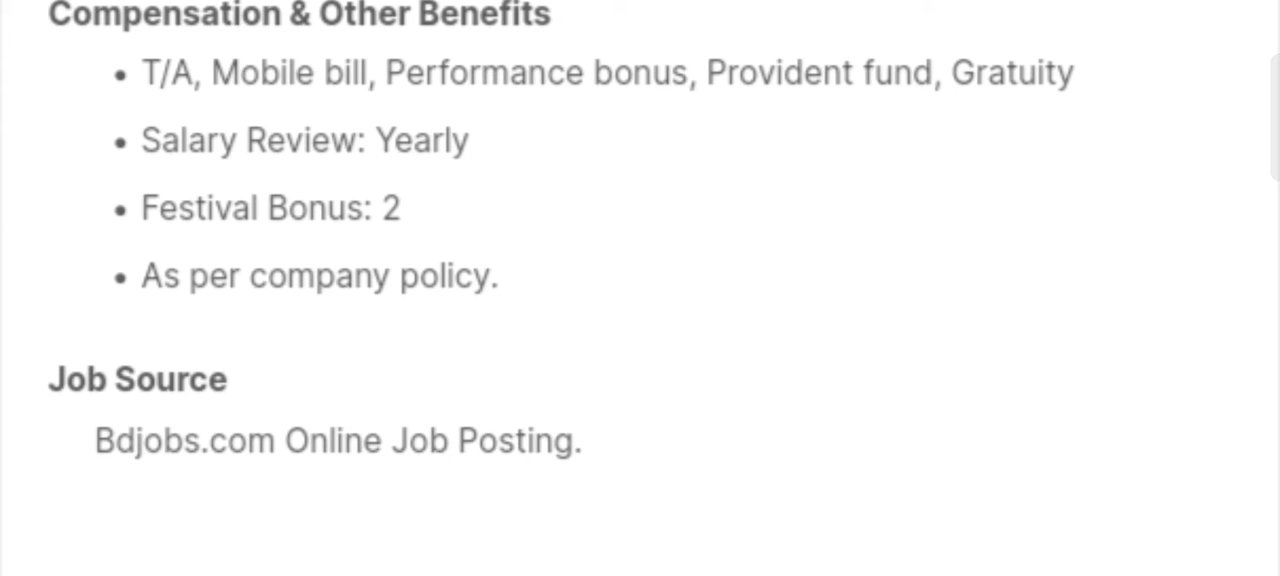 Compensation & Other Benefits
• T/A, Mobile bill, Performance bonus, Provident fund, Gratuity
• Salary Review: Yearly
• Festival Bonus: 2
• As per company policy.
Job Source
Bdjobs.com Online Job Posting.